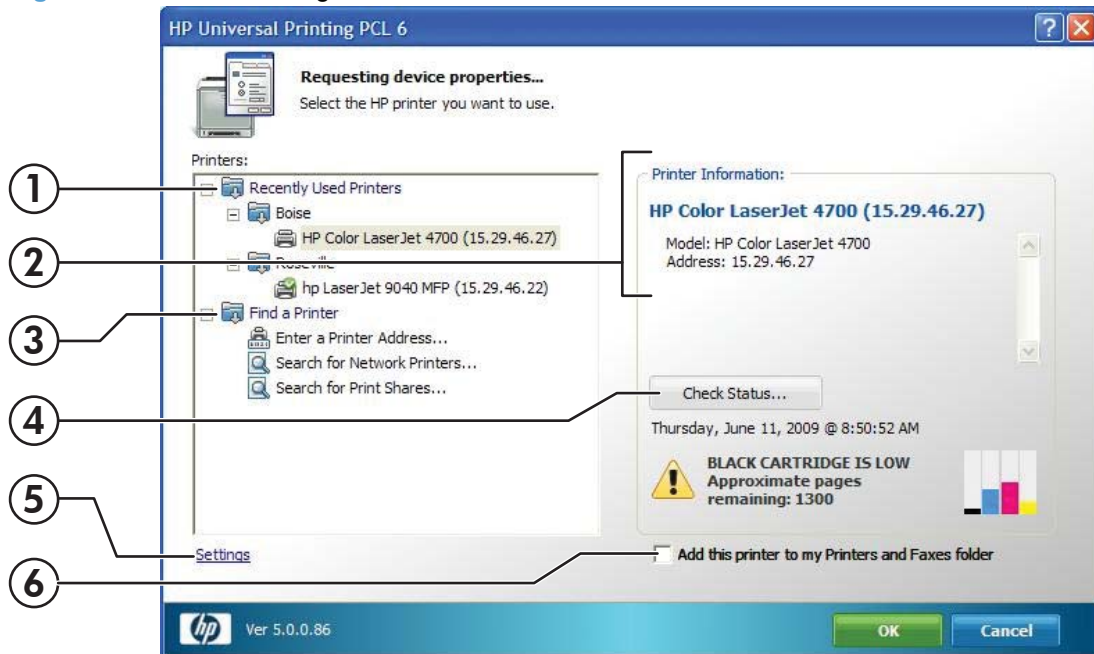 HP Universal Printing PCL 6
Requesting device properties...
Select the HP printer you want to use.
Printers:
Recently Used Printers
Boise
HP Color LaserJet 4700 (15.29.46.27)
Roseville
hp LaserJet 9040 MFP (15.29.46.22)
Find a Printer
Enter a Printer Address...
Search for Network Printers...
Search for Print Shares...
Settings
Printer Information:
HP Color LaserJet 4700 (15.29.46.27)
Model: HP Color LaserJet 4700
Address: 15.29.46.27
Check Status...
Thursday, June 11, 2009 @ 8:50:52 AM
BLACK CARTRIDGE IS LOW
Approximate pages
remaining: 1300
Add this printer to my Printers and Faxes folder
hp Ver 5.0.0.86
OK Cancel
1
2
3
4
5
6